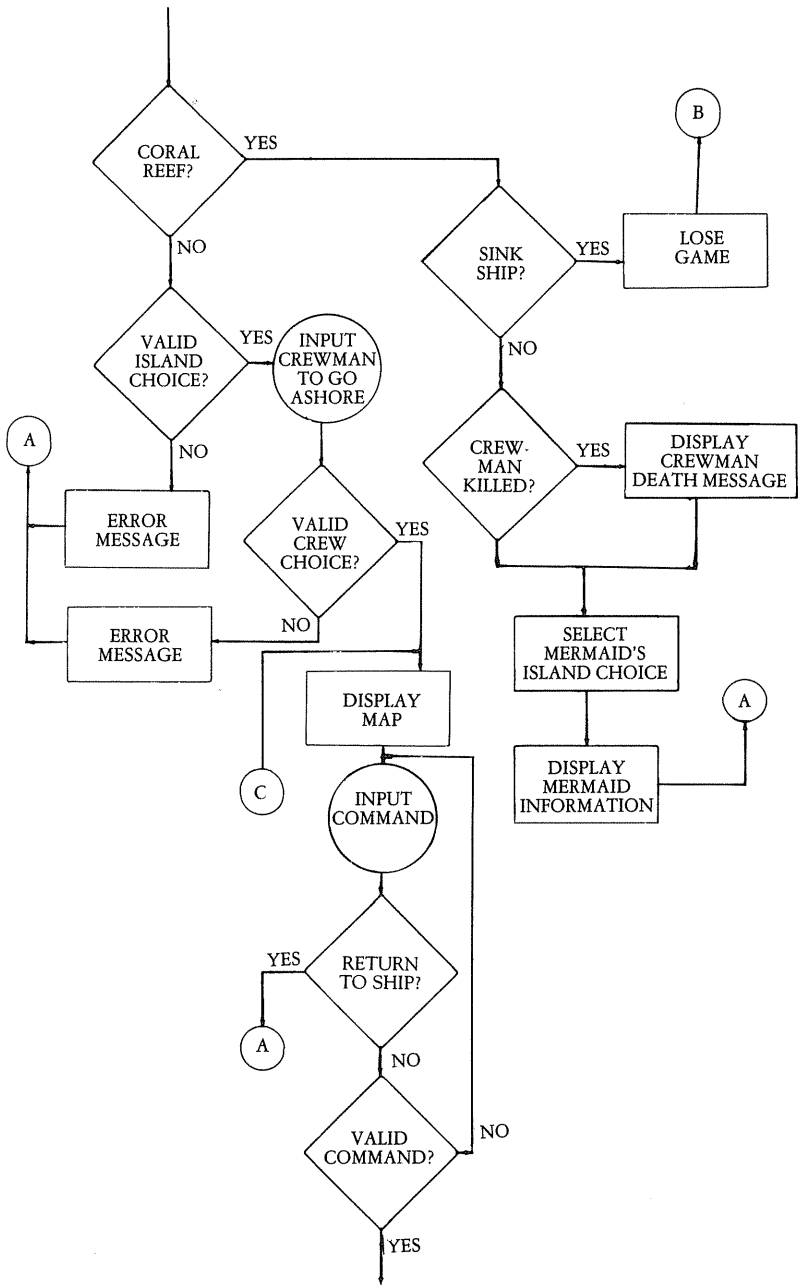 CORAL
REEF?
YES
NO
B
SINK
SHIP?
YES
LOSE
GAME
NO
VALID
ISLAND
CHOICE?
YES
INPUT
CREWMAN
TO GO
ASHORE
NO
A
ERROR
MESSAGE
CREW-
MAN
KILLED?
YES
DISPLAY
CREWMAN
DEATH MESSAGE
VALID
CREW
CHOICE?
YES
NO
ERROR
MESSAGE
SELECT
MERMAID'S
ISLAND CHOICE
DISPLAY
MAP
C
DISPLAY
MERMAID
INFORMATION
A
INPUT
COMMAND
RETURN
TO SHIP?
YES
A
NO
VALID
COMMAND?
NO
YES